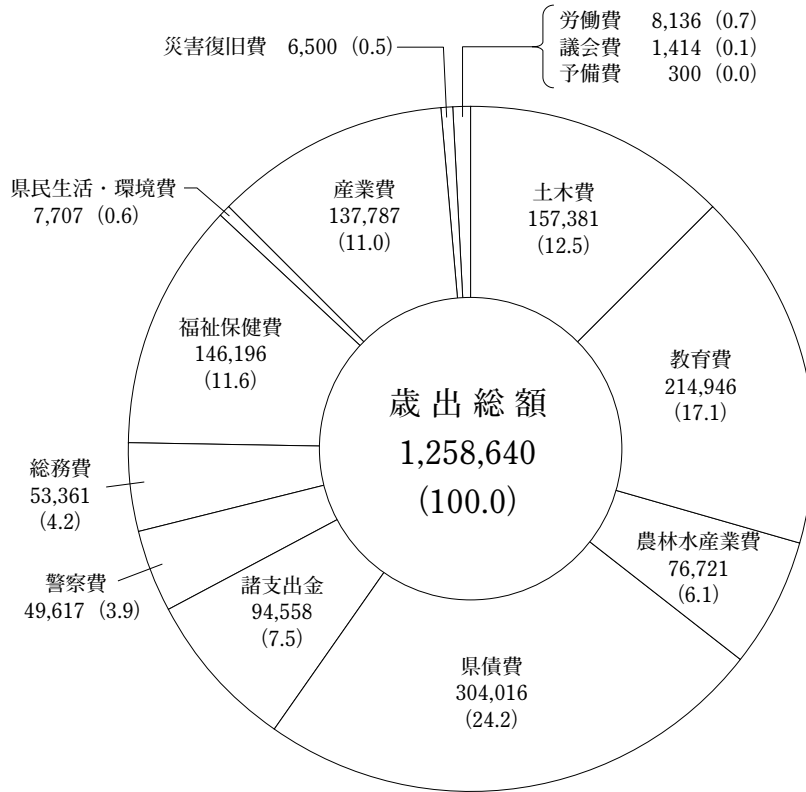 労働費 8,136 (0.7)
災害復旧費 6,500 (0.5)
議会費 1,414 (0.1)
予備費 300 (0.0)
県民生活・環境費
7,707 (0.6)
産業費
137,787
(11.0)
土木費
157,381
(12.5)
福祉保健費
146,196
(11.6)
教育費
214,946
(17.1)
歳出総額
1,258,640
(100.0)
総務費
53,361
(4.2)
農林水産業費
76,721
(6.1)
警察費
49,617 (3.9)
諸支出金
94,558
(7.5)
県債費
304,016
(24.2)